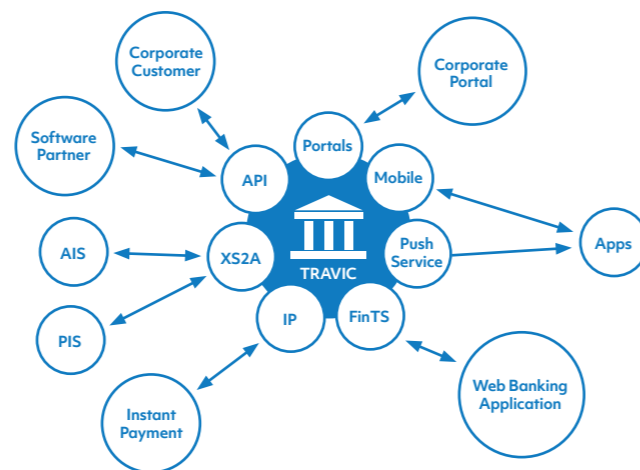 Corporate
Customer
Corporate
Portal
Software
Partner
Portals
API
Mobile
AIS
XS2A
Push
Service
Apps
TRAVIC
PIS
IP
FinTS
Instant
Payment
Web Banking
Application